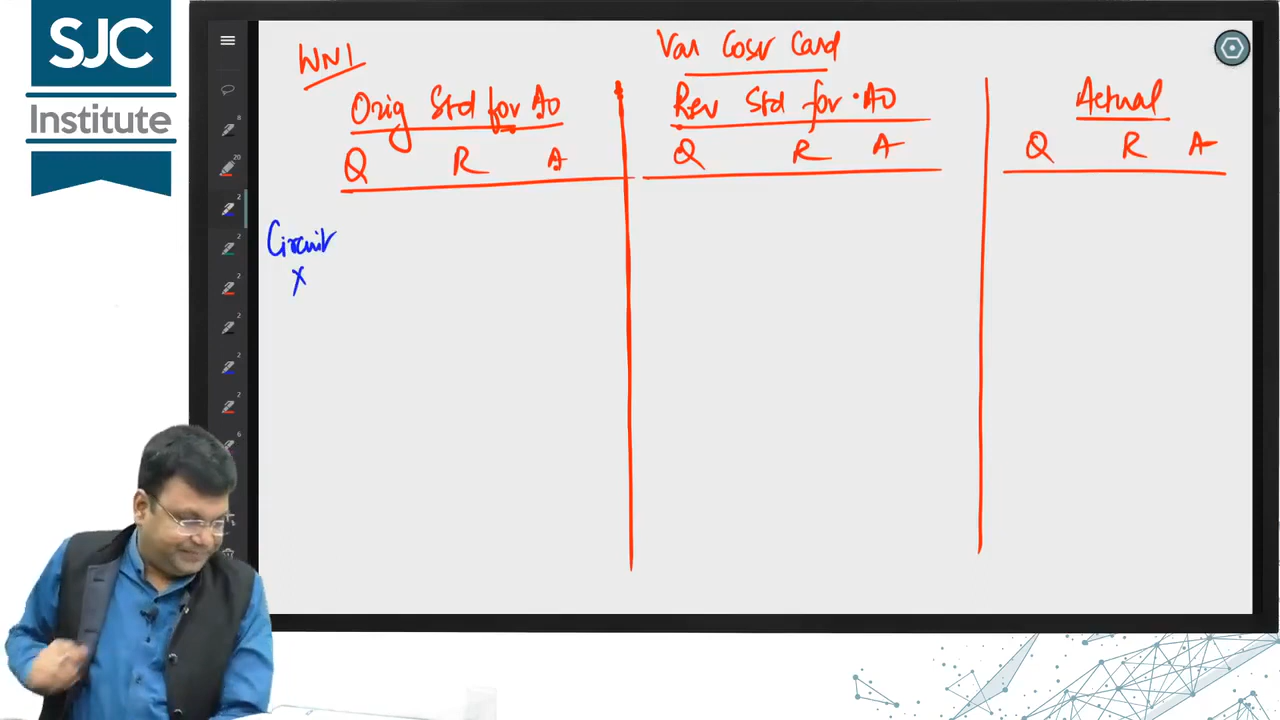 SJC
Institute
WN1
Var Cost Card
Orig Std for AO
Rev Std for AO
Actual
Q R A
Q R A
Q R A
Circuit
X